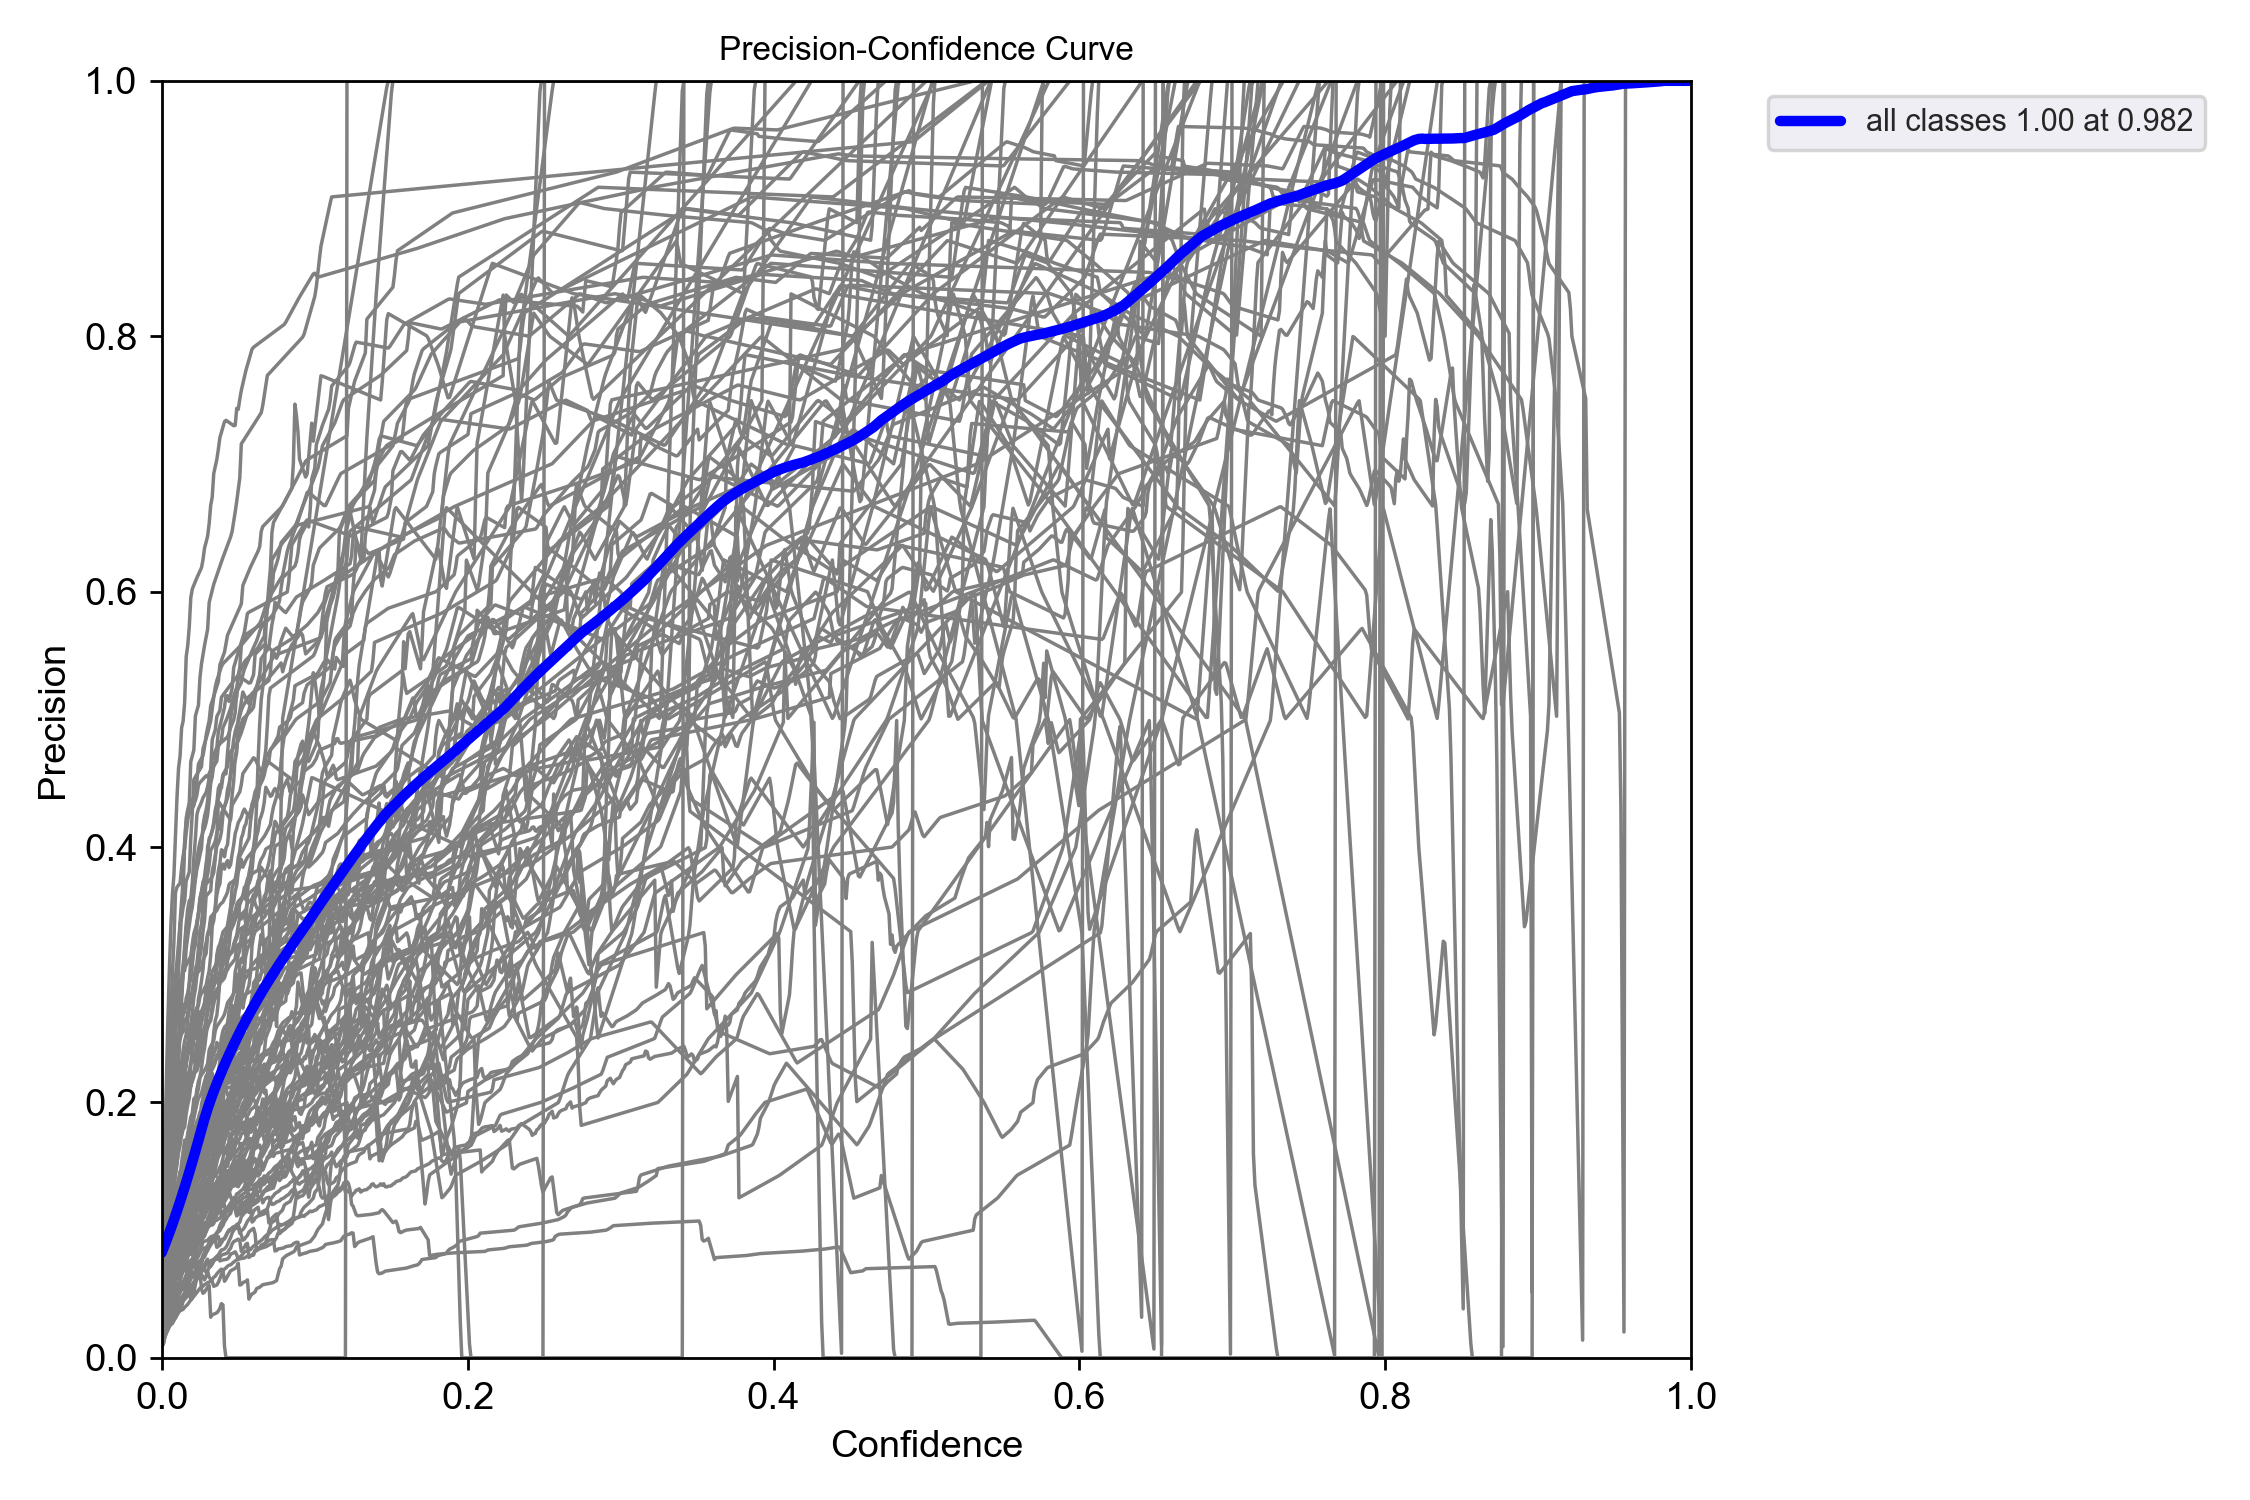 Precision-Confidence Curve
1.0
0.8
0.6
0.4
0.2
0.0
Precision
0.0 0.2 0.4 0.6 0.8 1.0
Confidence
all classes 1.00 at 0.982